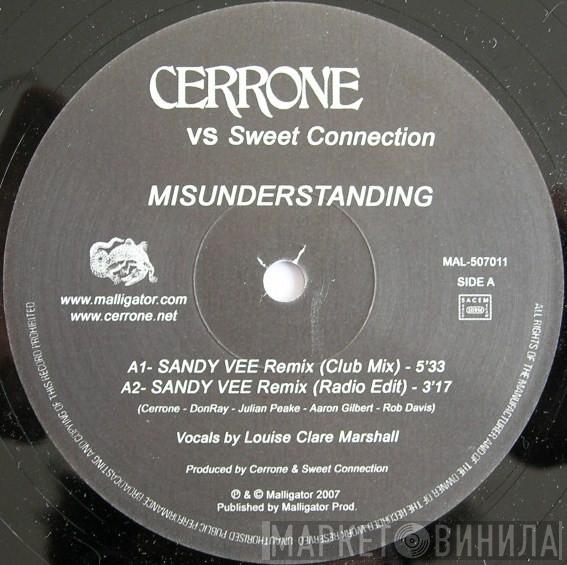 CERRONE
VS Sweet Connection
MISUNDERSTANDING
MAL-507011
SIDE A
SACEM
www.malligator.com
www.cerrone.net
A1- SANDY VEE Remix (Club Mix) - 5'33
A2- SANDY VEE Remix (Radio Edit) - 3'17
(Cerrone - DonRay - Julian Peake - Aaron Gilbert - Rob Davis)
Vocals by Louise Clare Marshall
Produced by Cerrone & Sweet Connection
℗ & © Malligator 2007
Published by Malligator Prod.
ALL RIGHTS OF THE MANUFACTURER AND OF THE OWNER OF THE RECORDED WORK RESERVED. UNAUTHORISED PUBLIC PERFORMANCE BROADCASTING AND COPYING OF THIS RECORD PROHIBITED
МАРКЕТ ВИНИЛА